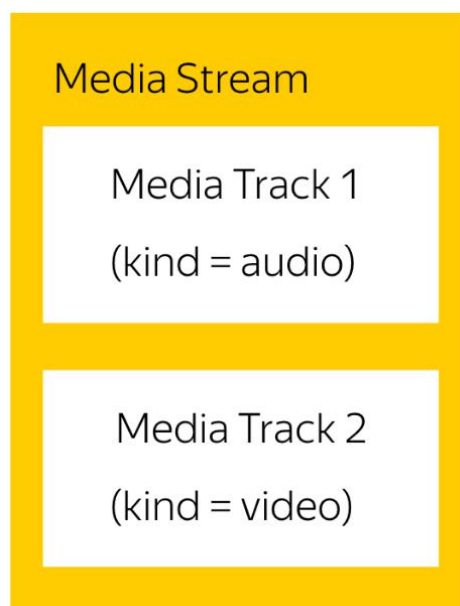 Media Stream
Media Track 1
(kind = audio)
Media Track 2
(kind = video)